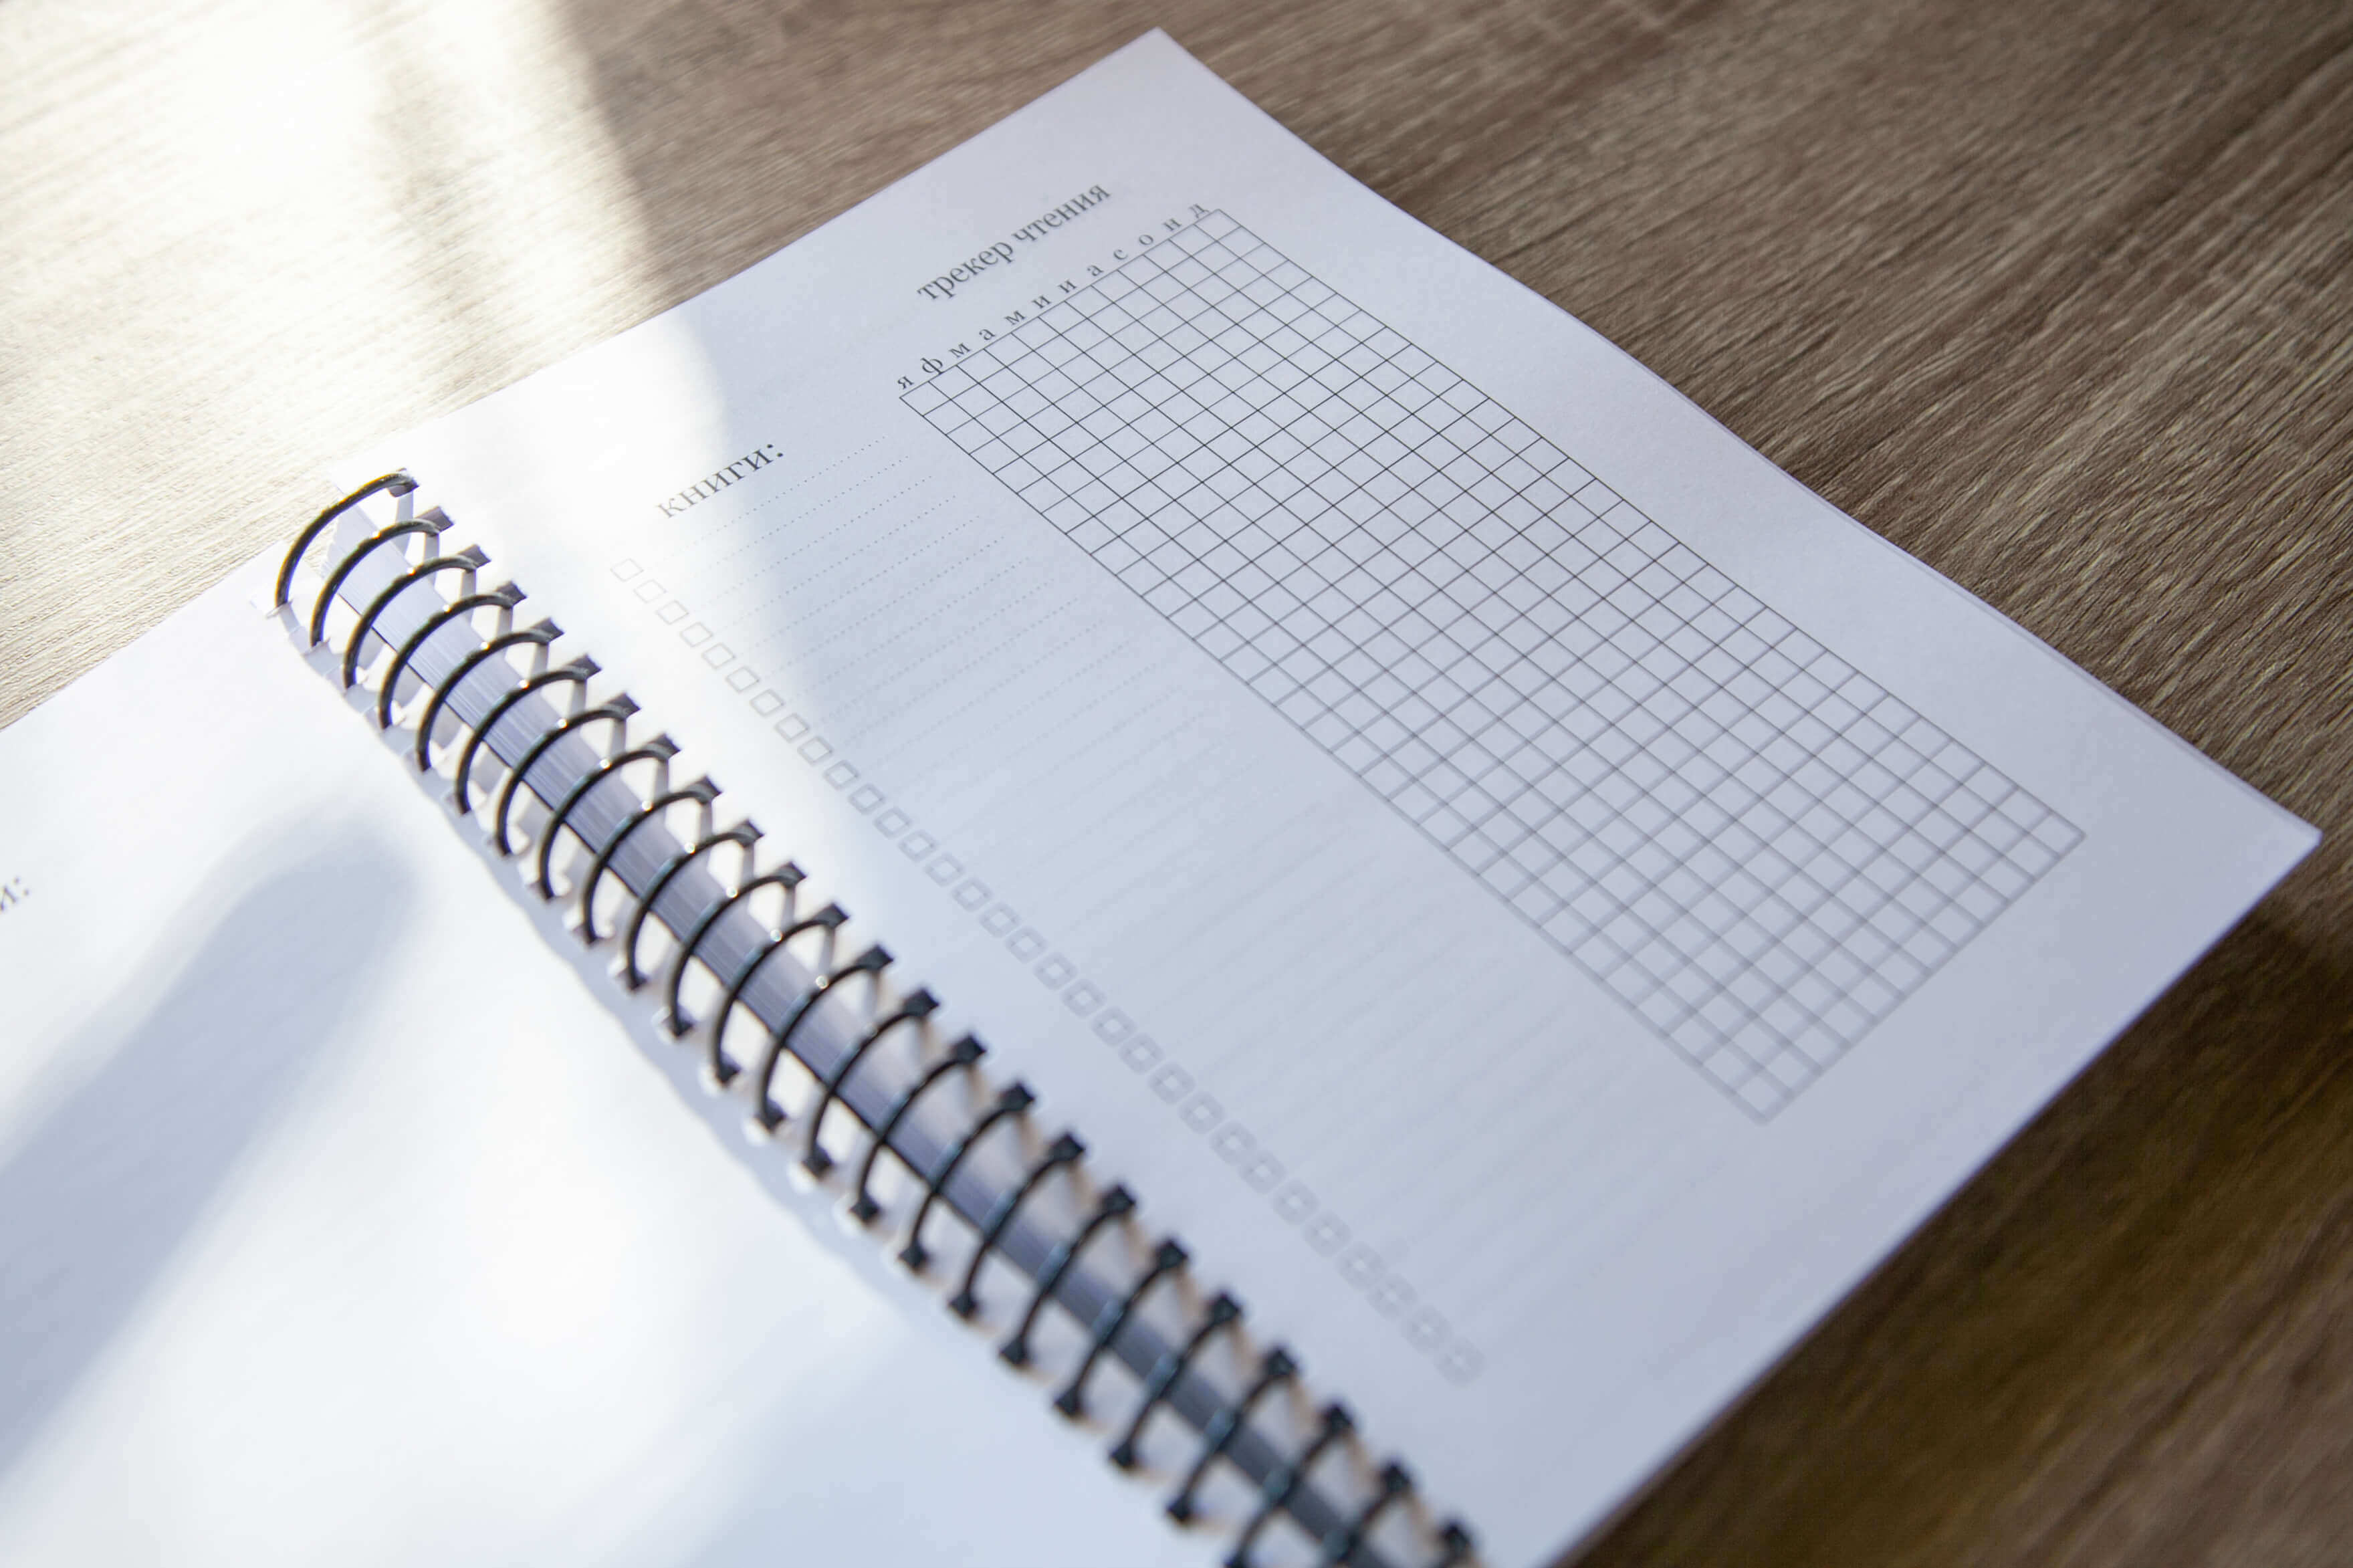 трекер чтения
я ф м а м и и а с о н д
книги:
и: